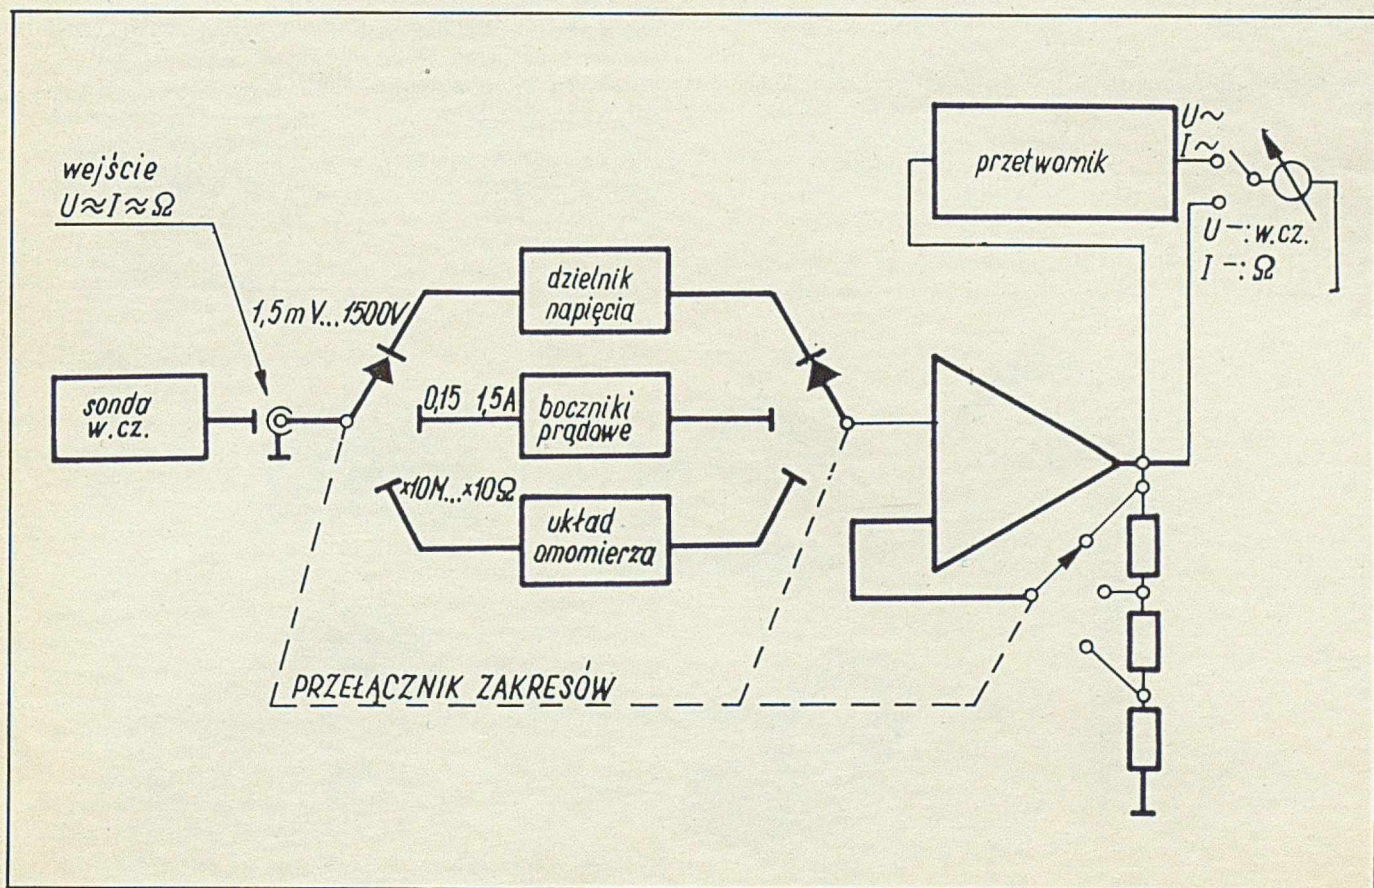 wejście
U≈I≈Ω
1,5mV...1500V
sonda
w.cz.
dzielnik
napięcia
0,15 1,5A
boczniki
prądowe
×10M...×10Ω
układ
omomierza
przetwornik
U~
I~
U–:w.cz.
I–:Ω
PRZEŁĄCZNIK ZAKRESÓW